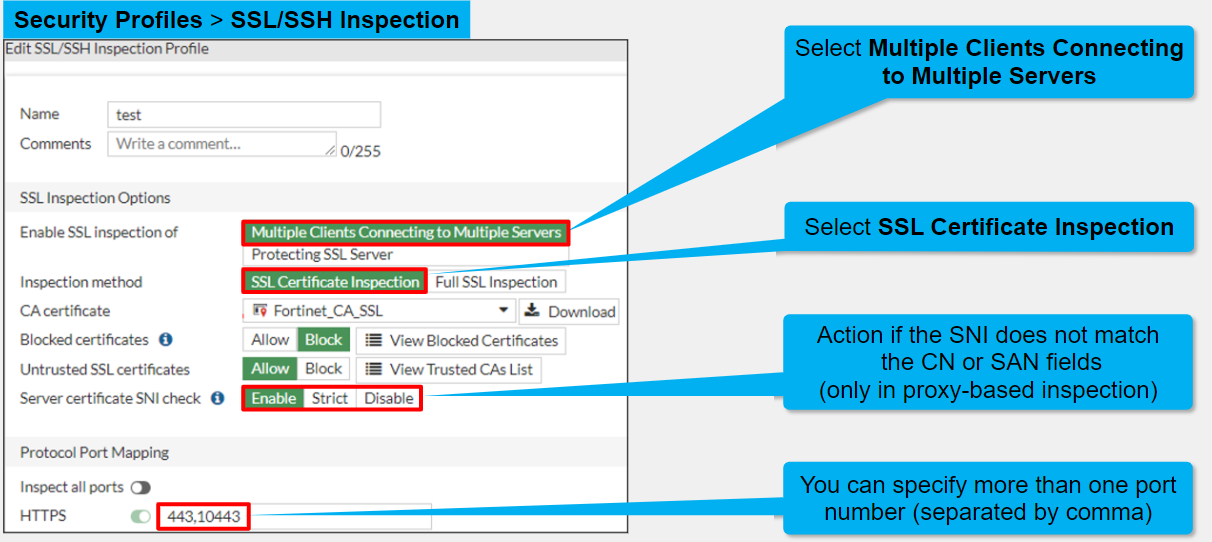 Security Profiles > SSL/SSH Inspection
Edit SSL/SSH Inspection Profile
Name test
Comments Write a comment... 0/255
SSL Inspection Options
Enable SSL inspection of Multiple Clients Connecting to Multiple Servers
Protecting SSL Server
Inspection method SSL Certificate Inspection Full SSL Inspection
CA certificate Fortinet_CA_SSL Download
Blocked certificates Allow Block View Blocked Certificates
Untrusted SSL certificates Allow Block View Trusted CAs List
Server certificate SNI check Enable Strict Disable
Protocol Port Mapping
Inspect all ports
HTTPS 443,10443
Select Multiple Clients Connecting
to Multiple Servers
Select SSL Certificate Inspection
Action if the SNI does not match
the CN or SAN fields
(only in proxy-based inspection)
You can specify more than one port
number (separated by comma)